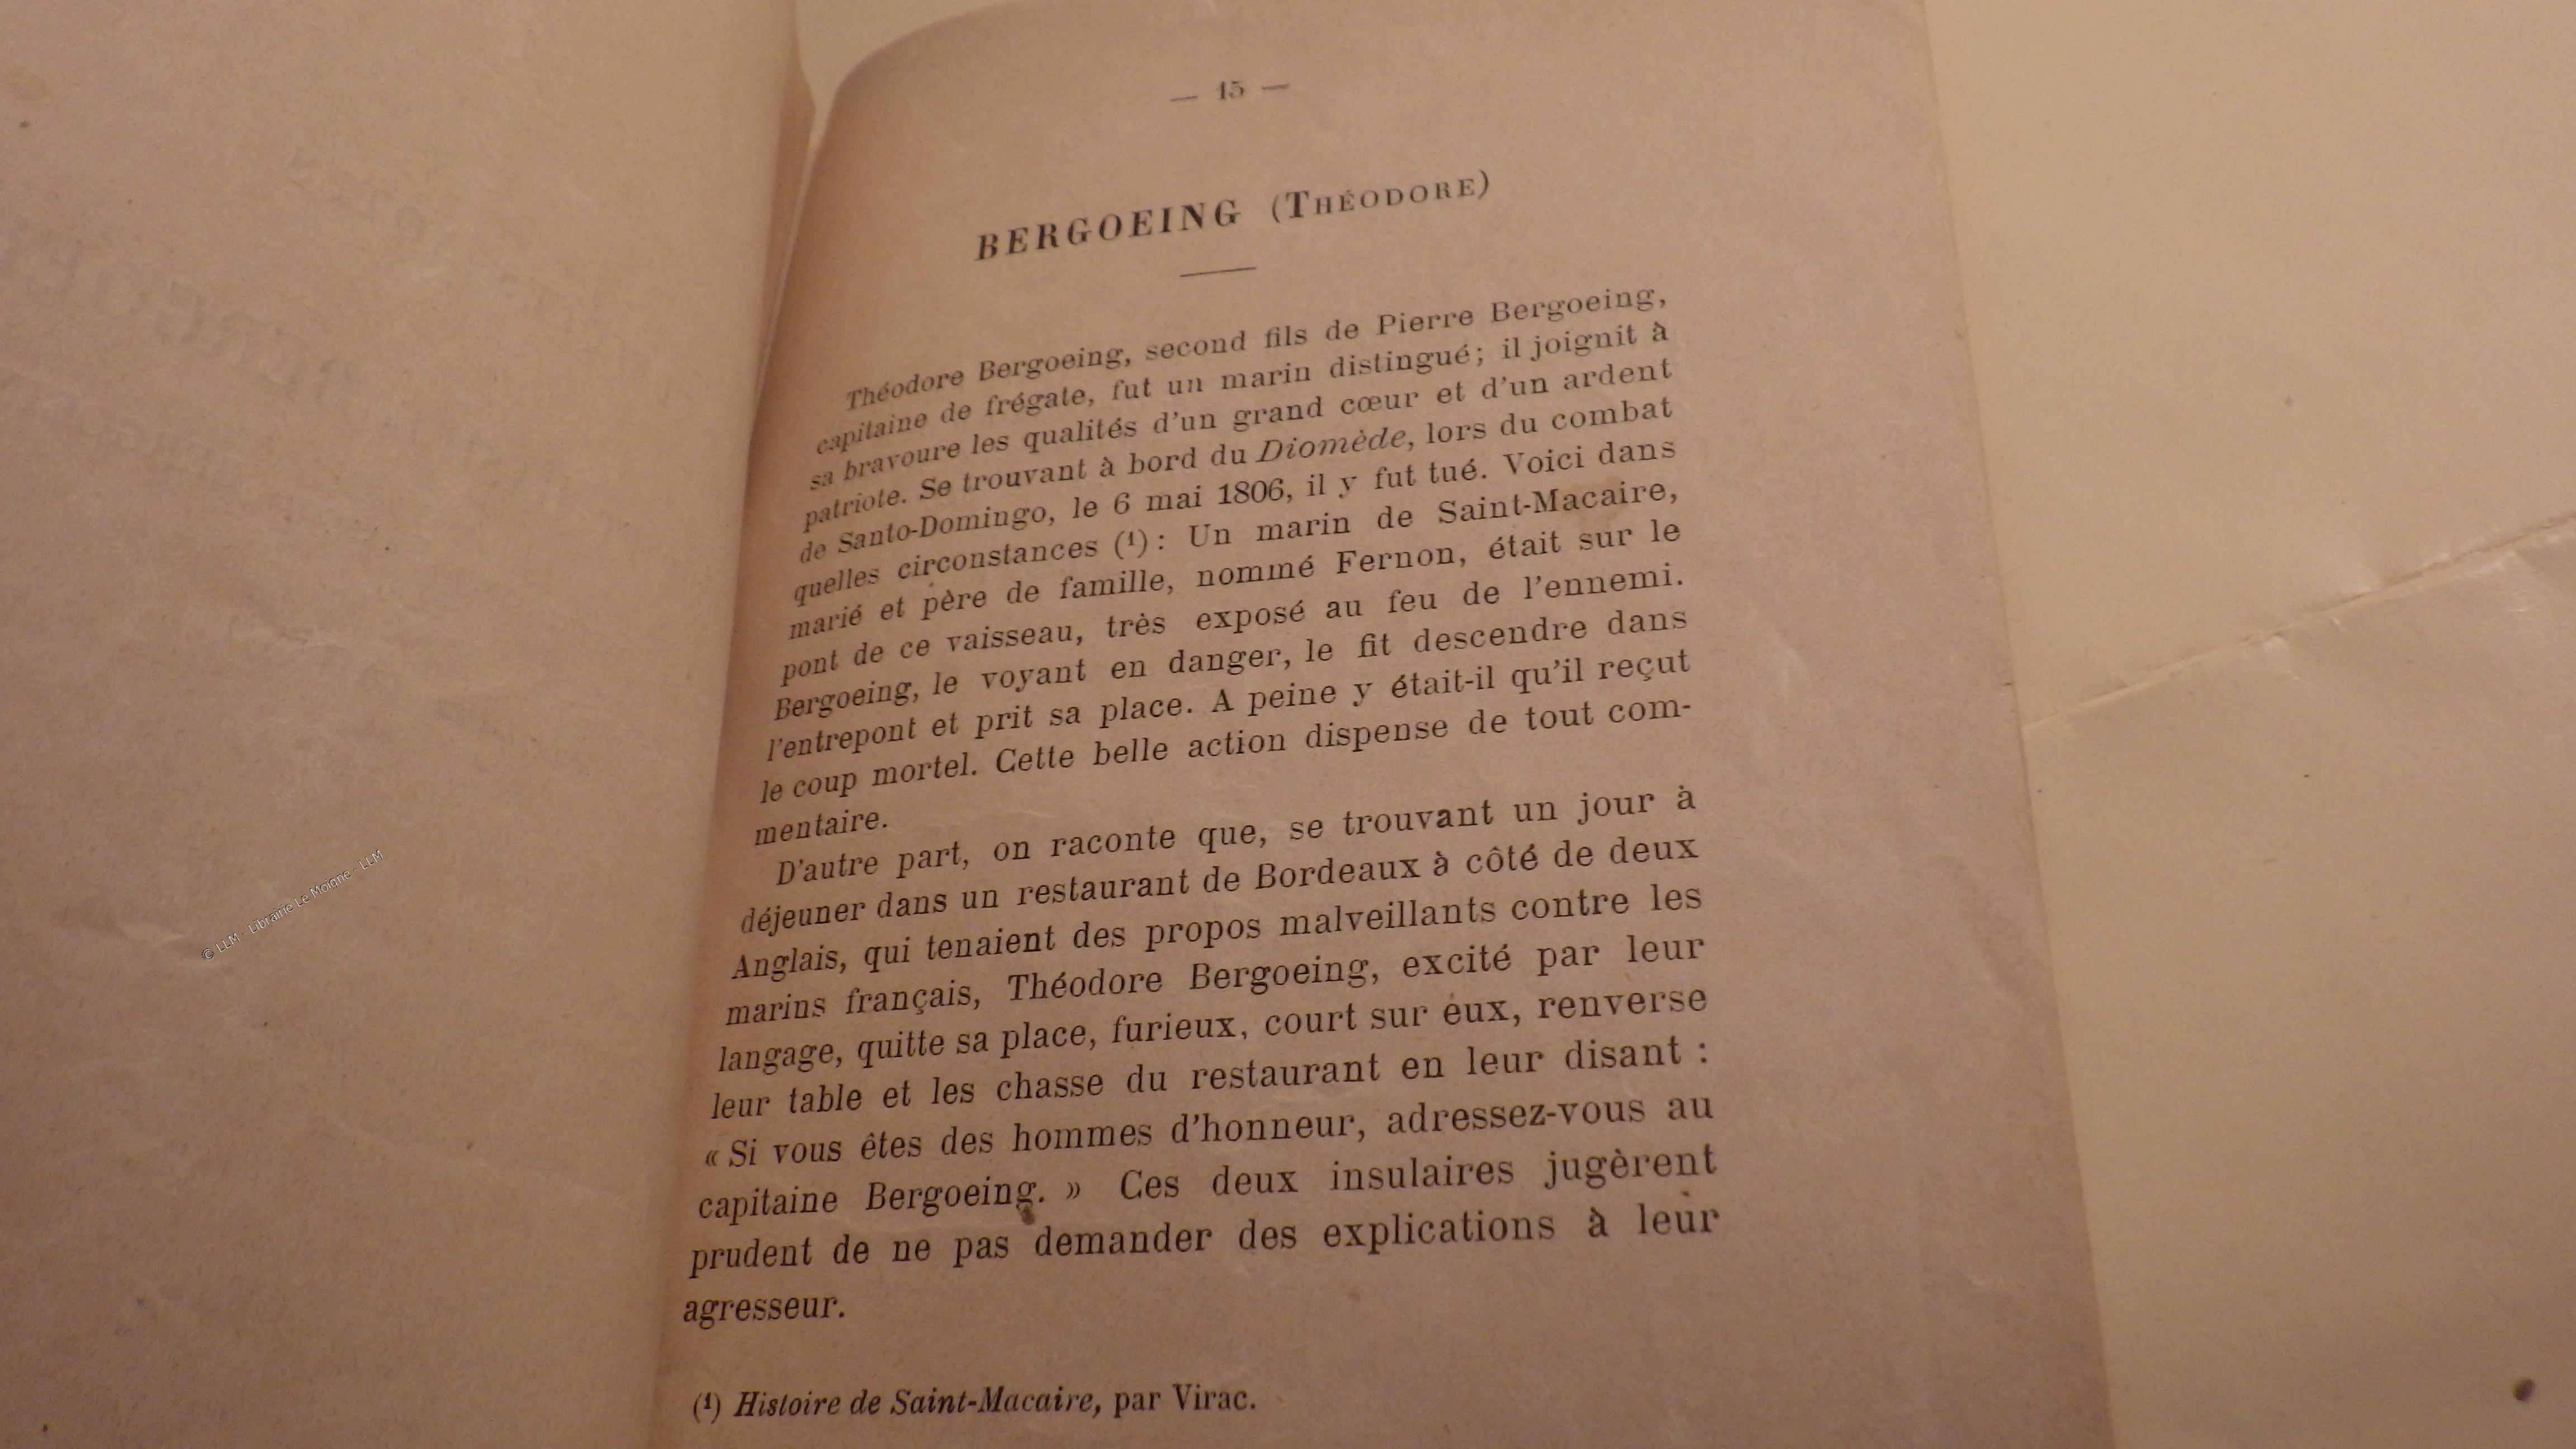 — 15 —
BERGOEING (THÉODORE)
Théodore Bergoeing, second fils de Pierre Bergoeing,
capitaine de frégate, fut un marin distingué; il joignit à
sa bravoure les qualités d'un grand cœur et d'un ardent
patriote. Se trouvant à bord du Diomède, lors du combat
de Santo-Domingo, le 6 mai 1806, il y fut tué. Voici dans
quelles circonstances (1): Un marin de Saint-Macaire,
marié et père de famille, nommé Fernon, était sur le
pont de ce vaisseau, très exposé au feu de l'ennemi.
Bergoeing, le voyant en danger, le fit descendre dans
l'entrepont et prit sa place. A peine y était-il qu'il reçut
le coup mortel. Cette belle action dispense de tout com-
mentaire.
D'autre part, on raconte que, se trouvant un jour à
déjeuner dans un restaurant de Bordeaux à côté de deux
Anglais, qui tenaient des propos malveillants contre les
marins français, Théodore Bergoeing, excité par leur
langage, quitte sa place, furieux, court sur eux, renverse
leur table et les chasse du restaurant en leur disant :
« Si vous êtes des hommes d'honneur, adressez-vous au
capitaine Bergoeing. » Ces deux insulaires jugèrent
prudent de ne pas demander des explications à leur
agresseur.
(1) Histoire de Saint-Macaire, par Virac.
© LLM - Librairie Le Moigne - LLM